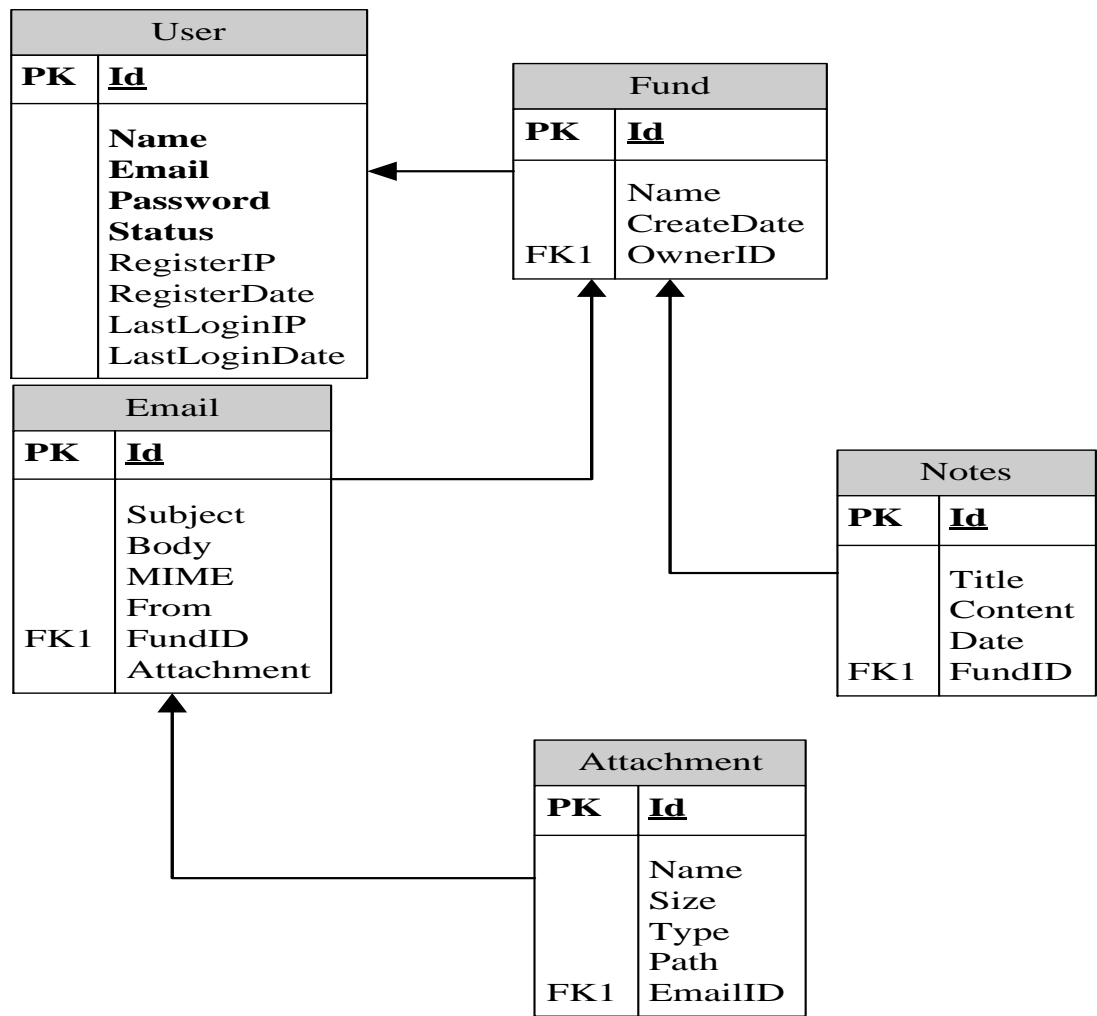 User
PK Id
Name
Email
Password
Status
RegisterIP
RegisterDate
LastLoginIP
LastLoginDate
Fund
PK Id
Name
CreateDate
FK1 OwnerID
Email
PK Id
Subject
Body
MIME
From
FK1 FundID
Attachment
Notes
PK Id
Title
Content
Date
FK1 FundID
Attachment
PK Id
Name
Size
Type
Path
FK1 EmailID